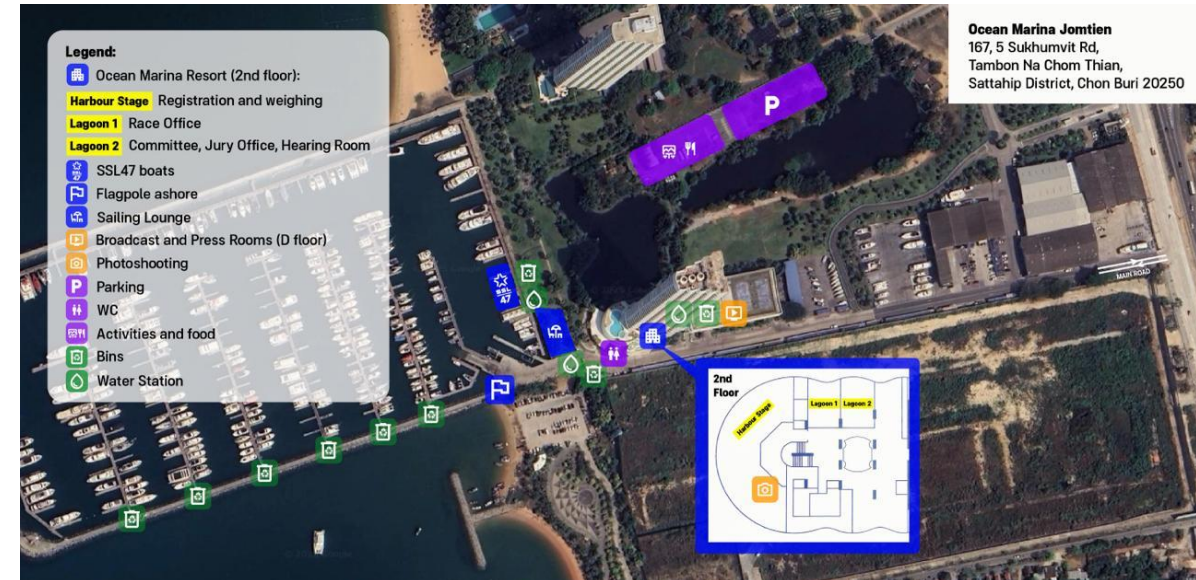 Legend:
Ocean Marina Resort (2nd floor):
Harbour Stage Registration and weighing
Lagoon 1 Race Office
Lagoon 2 Committee, Jury Office, Hearing Room
SSL47 boats
Flagpole ashore
Sailing Lounge
Broadcast and Press Rooms (D floor)
Photoshooting
P Parking
WC
Activities and food
Bins
Water Station
Ocean Marina Jomtien
167, 5 Sukhumvit Rd,
Tambon Na Chom Thian,
Sattahip District, Chon Buri 20250
P
MAIN ROAD
SSL
47
2nd
Floor
Harbour Stage
Lagoon 1 Lagoon 2